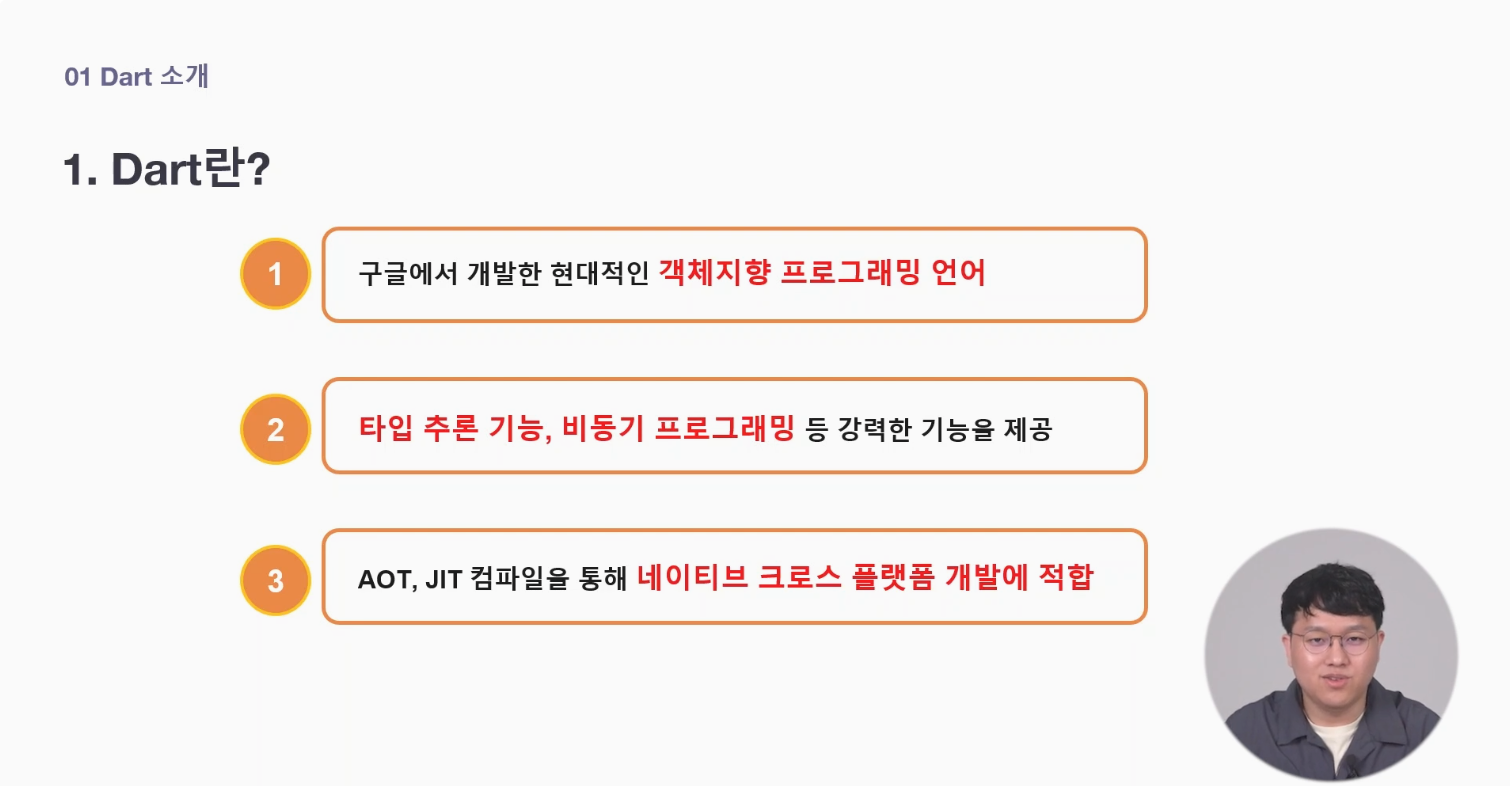 01 Dart 소개
1. Dart란?
1
구글에서 개발한 현대적인 객체지향 프로그래밍 언어
2
타입 추론 기능, 비동기 프로그래밍 등 강력한 기능을 제공
3
AOT, JIT 컴파일을 통해 네이티브 크로스 플랫폼 개발에 적합